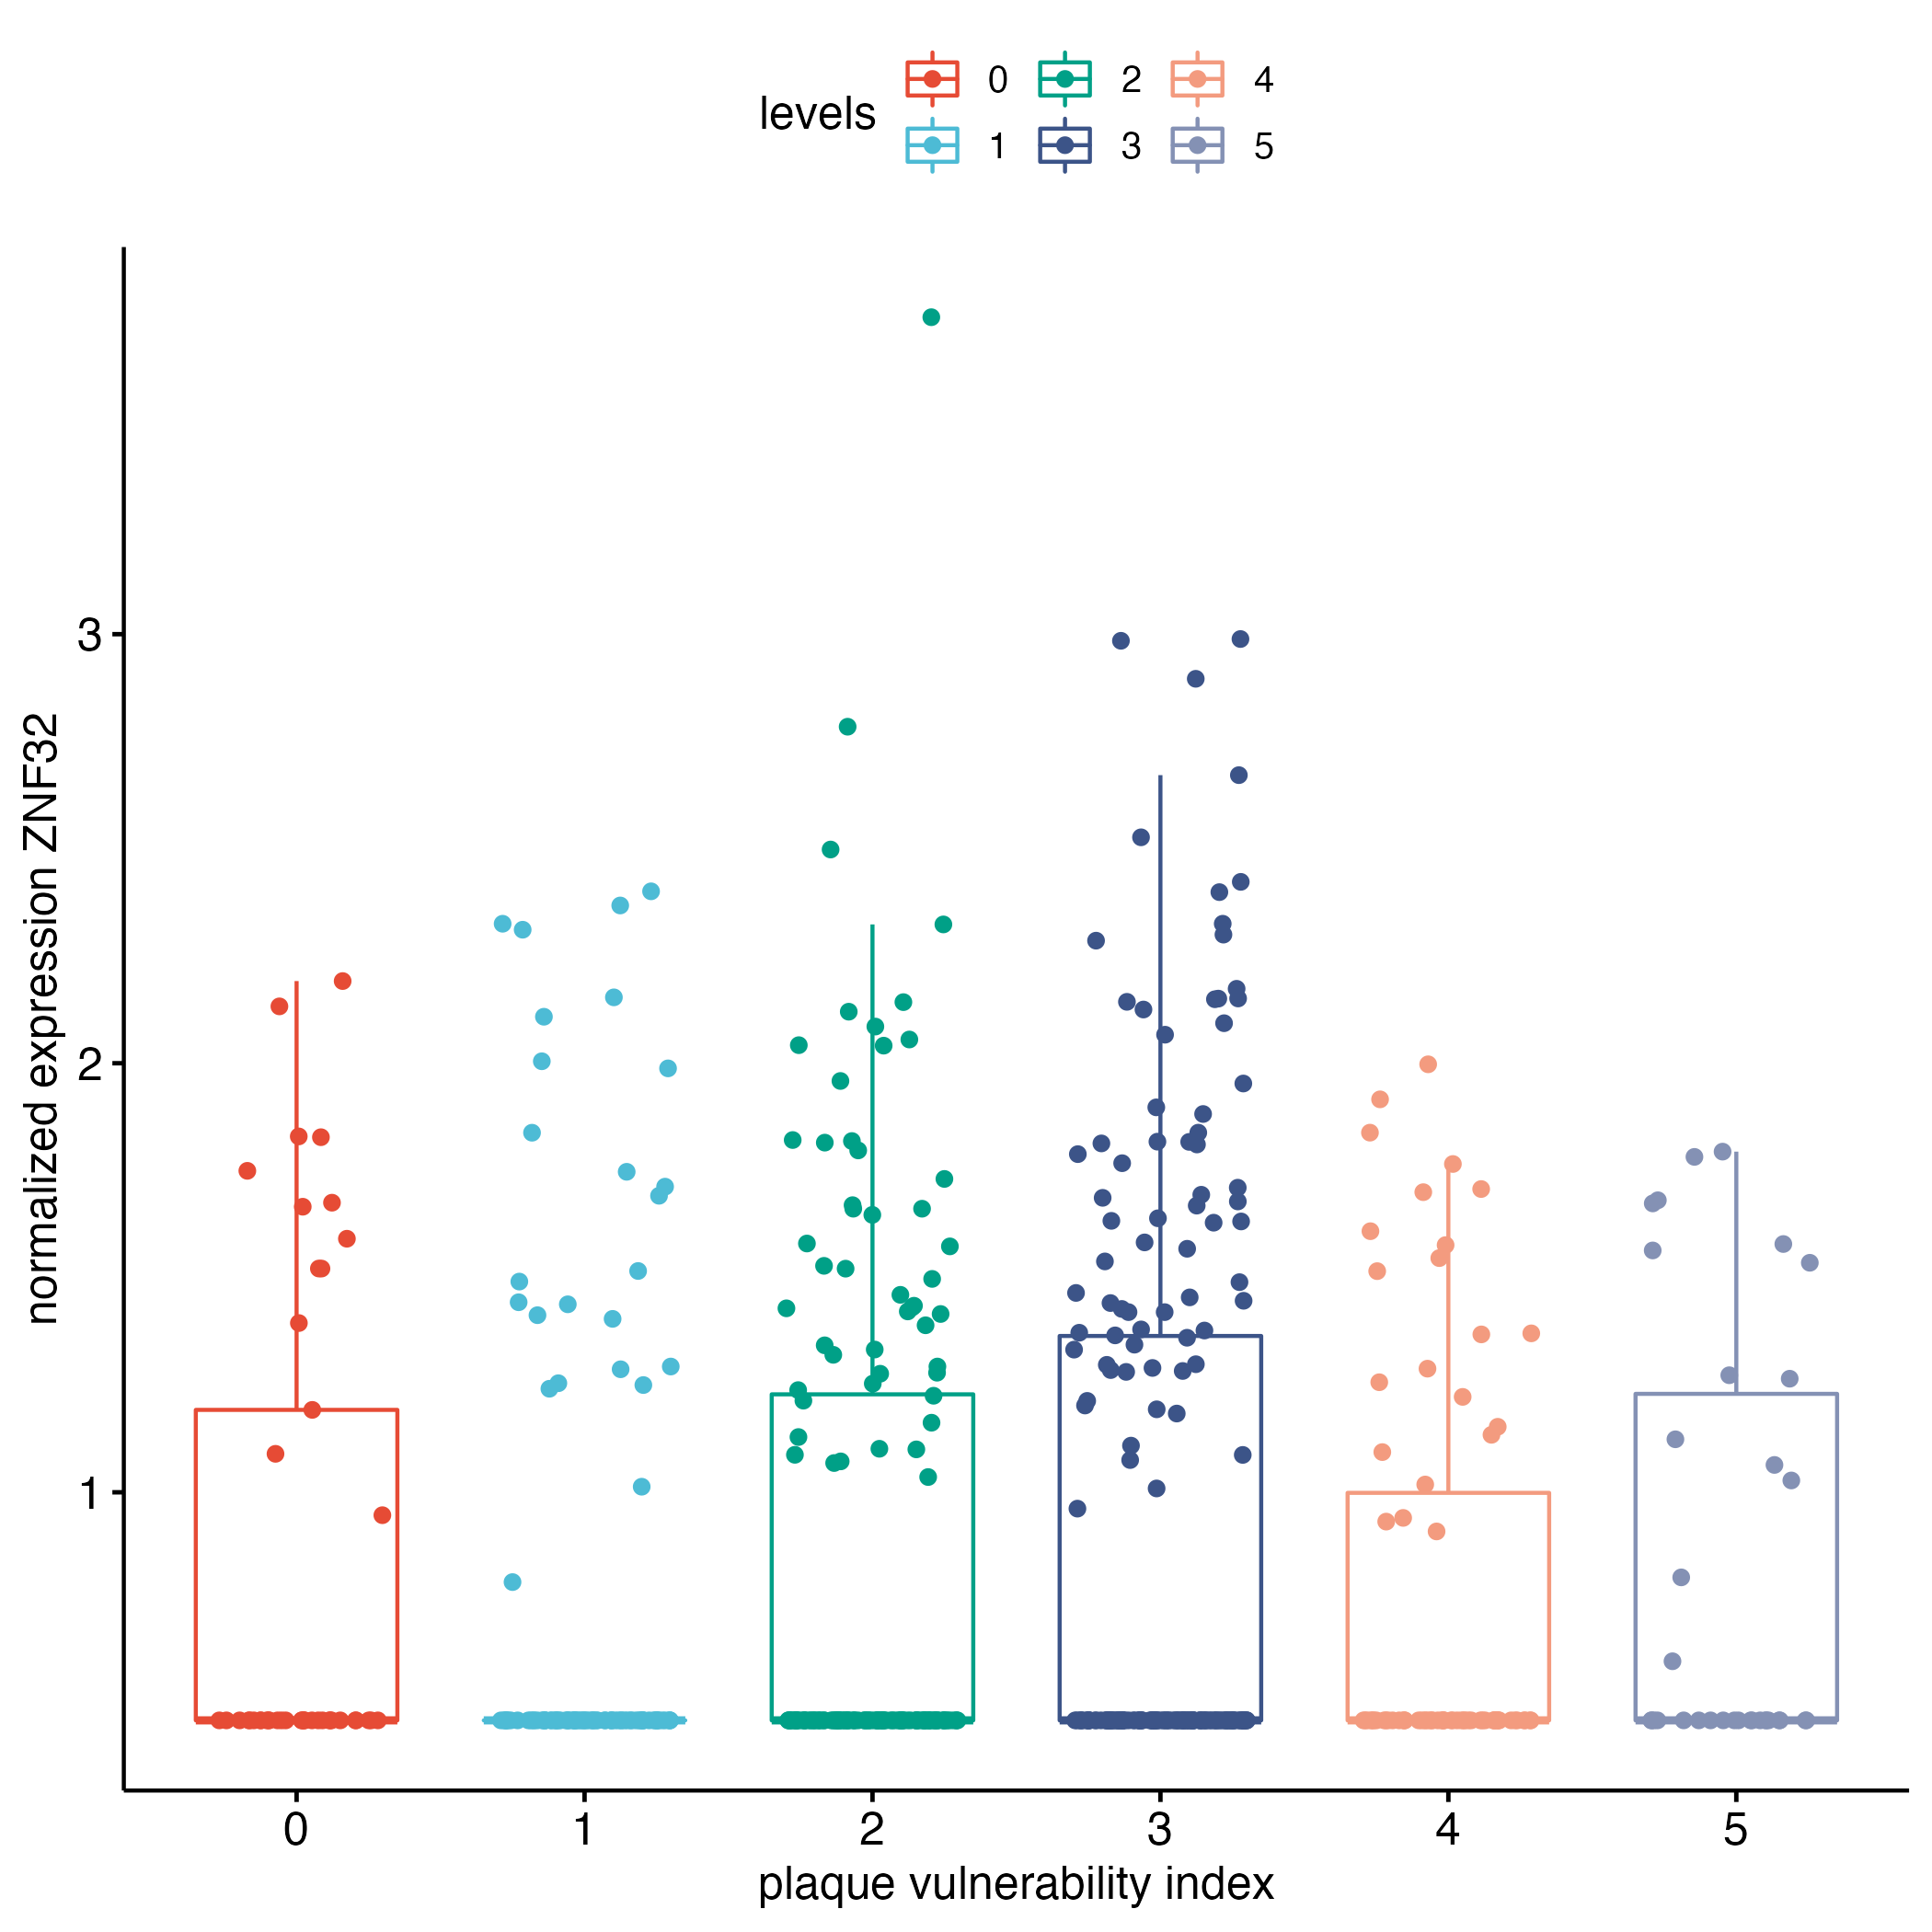 levels
0 2 4
1 3 5
normalized expression ZNF32
3
2
1
0 1 2 3 4 5
plaque vulnerability index